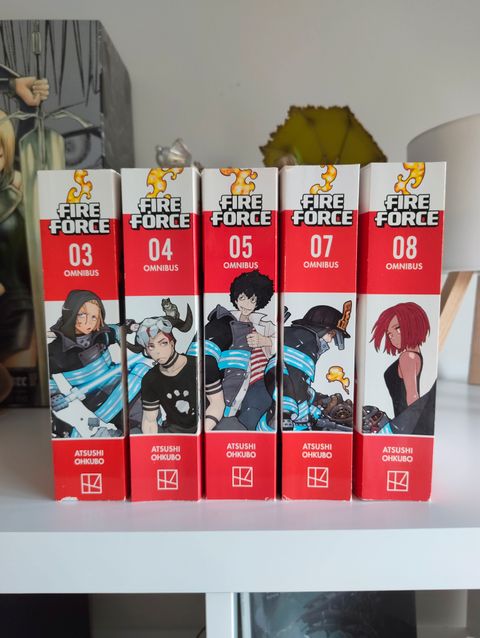 FIRE
FORCE
03
OMNIBUS
ATSUSHI
OHKUBO
FIRE
FORCE
04
OMNIBUS
ATSUSHI
OHKUBO
FIRE
FORCE
05
OMNIBUS
ATSUSHI
OHKUBO
FIRE
FORCE
07
OMNIBUS
ATSUSHI
OHKUBO
FIRE
FORCE
08
OMNIBUS
ATSUSHI
OHKUBO